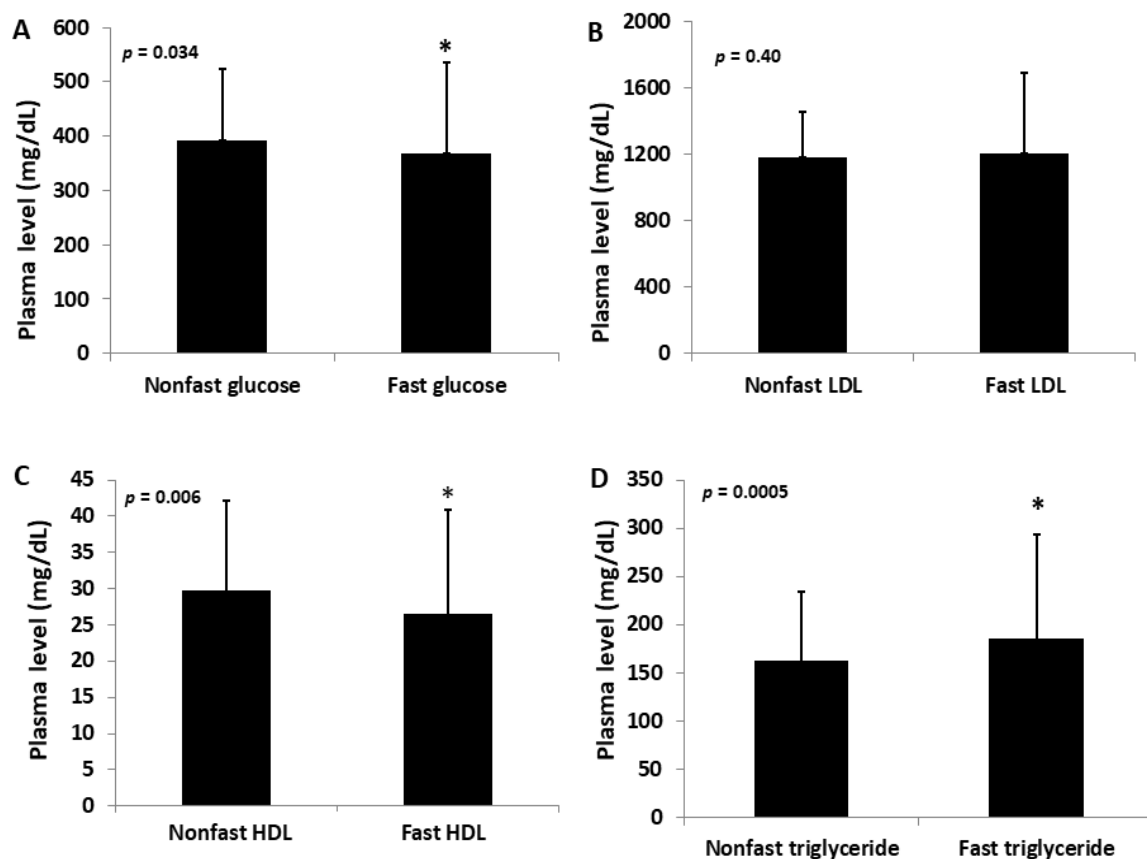 A
Plasma level (mg/dL)
600
500
400
300
200
100
0
p = 0.034
*
Nonfast glucose
Fast glucose
B
Plasma level (mg/dL)
2000
1600
1200
800
400
0
p = 0.40
Nonfast LDL
Fast LDL
C
Plasma level (mg/dL)
45
40
35
30
25
20
15
10
5
0
p = 0.006
*
Nonfast HDL
Fast HDL
D
Plasma level (mg/dL)
350
300
250
200
150
100
50
0
p = 0.0005
*
Nonfast triglyceride
Fast triglyceride